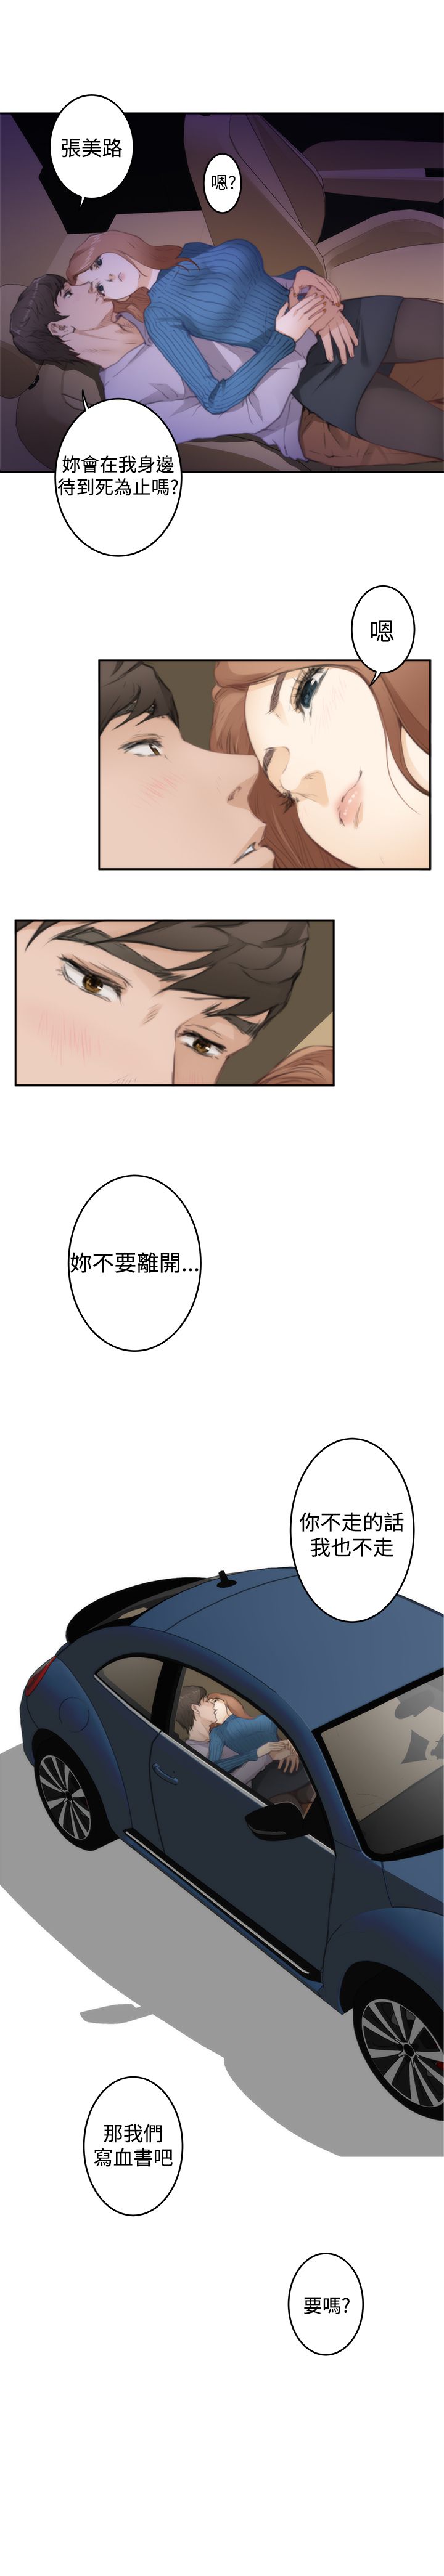 張美路
嗯?
妳會在我身邊
待到死為止嗎?
嗯
妳不要離開...
你不走的話
我也不走
那我們
寫血書吧
要嗎?